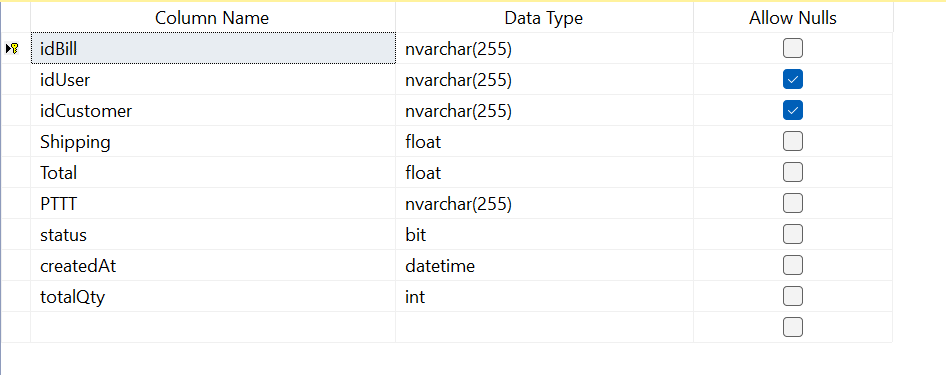 Column Name Data Type Allow Nulls
idBill nvarchar(255)
idUser nvarchar(255)
idCustomer nvarchar(255)
Shipping float
Total float
PTTT nvarchar(255)
status bit
createdAt datetime
totalQty int